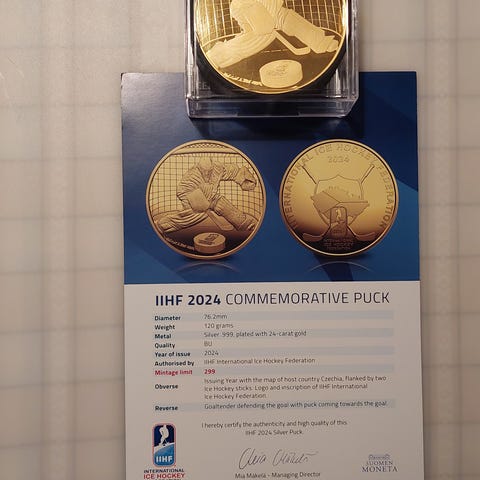 INTERNATIONAL ICE HOCKEY
2024
INTERNATIONAL
ICE HOCKEY
FEDERATION
IIHF 2024 COMMEMORATIVE PUCK
Diameter 76.2mm
Weight 120 grams
Metal Silver .999, plated with 24-carat gold
Quality BU
Year of issue 2024
Authorised by IIHF International Ice Hockey Federation
Mintage limit 299
Obverse Issuing Year with the map of host country Czechia, flanked by two
Ice Hockey sticks. Logo and inscription of IIHF International
Ice Hockey Federation.
Reverse Goaltender defending the goal with puck coming towards the goal.
I hereby certify the authenticity and high quality of this
IIHF 2024 Silver Puck.
Mia Mäkelä - Managing Director
IIHF
INTERNATIONAL
ICE HOCKEY
SUOMEN
MONETA